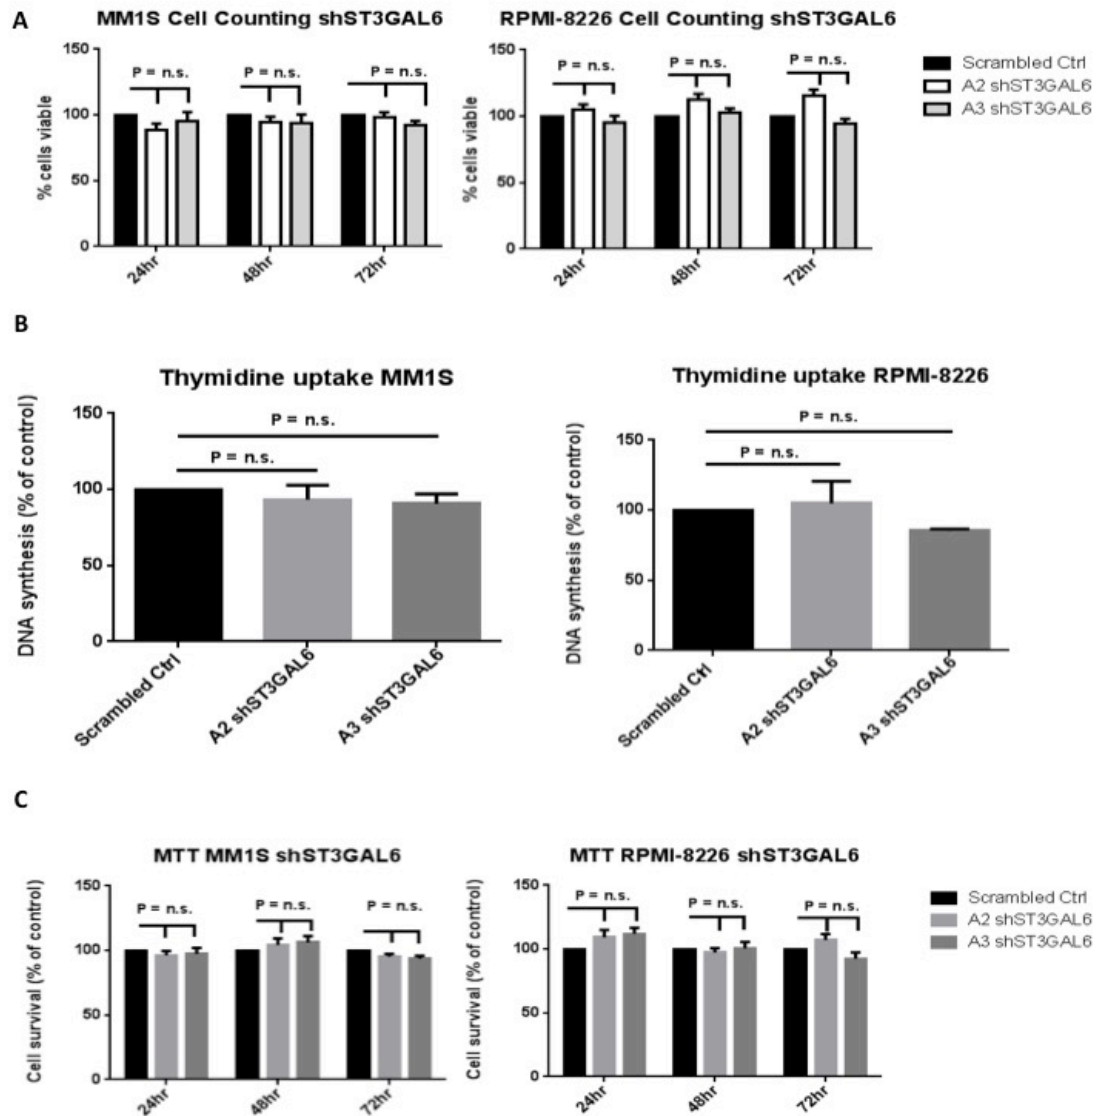 A
MM1S Cell Counting shST3GAL6
RPMI-8226 Cell Counting shST3GAL6
% cells viable
150
100
50
0
P = n.s.
P = n.s.
P = n.s.
24hr
48hr
72hr
% cells viable
150
100
50
0
P = n.s.
P = n.s.
P = n.s.
24hr
48hr
72hr
Scrambled Ctrl
A2 shST3GAL6
A3 shST3GAL6
B
Thymidine uptake MM1S
DNA synthesis (% of control)
150
100
50
0
P = n.s.
P = n.s.
Scrambled Ctrl
A2 shST3GAL6
A3 shST3GAL6
Thymidine uptake RPMI-8226
DNA synthesis (% of control)
150
100
50
0
P = n.s.
P = n.s.
Scrambled Ctrl
A2 shST3GAL6
A3 shST3GAL6
C
MTT MM1S shST3GAL6
Cell survival (% of control)
150
100
50
0
P = n.s.
P = n.s.
P = n.s.
24hr
48hr
72hr
MTT RPMI-8226 shST3GAL6
Cell survival (% of control)
150
100
50
0
P = n.s.
P = n.s.
P = n.s.
24hr
48hr
72hr
Scrambled Ctrl
A2 shST3GAL6
A3 shST3GAL6